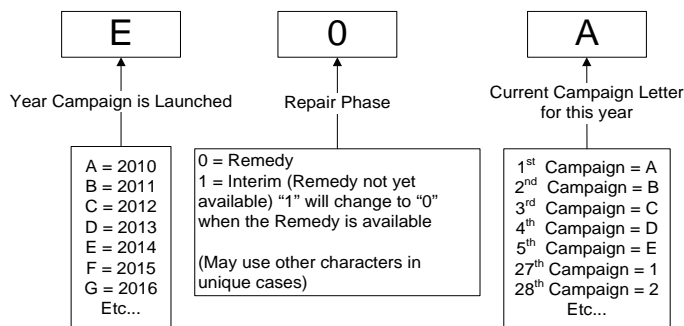 E 0 A
Year Campaign is Launched
Repair Phase
Current Campaign Letter
for this year
A = 2010
B = 2011
C = 2012
D = 2013
E = 2014
F = 2015
G = 2016
Etc...
0 = Remedy
1 = Interim (Remedy not yet
available) “1” will change to “0”
when the Remedy is available
(May use other characters in
unique cases)
1st Campaign = A
2nd Campaign = B
3rd Campaign = C
4th Campaign = D
5th Campaign = E
27th Campaign = 1
28th Campaign = 2
Etc...